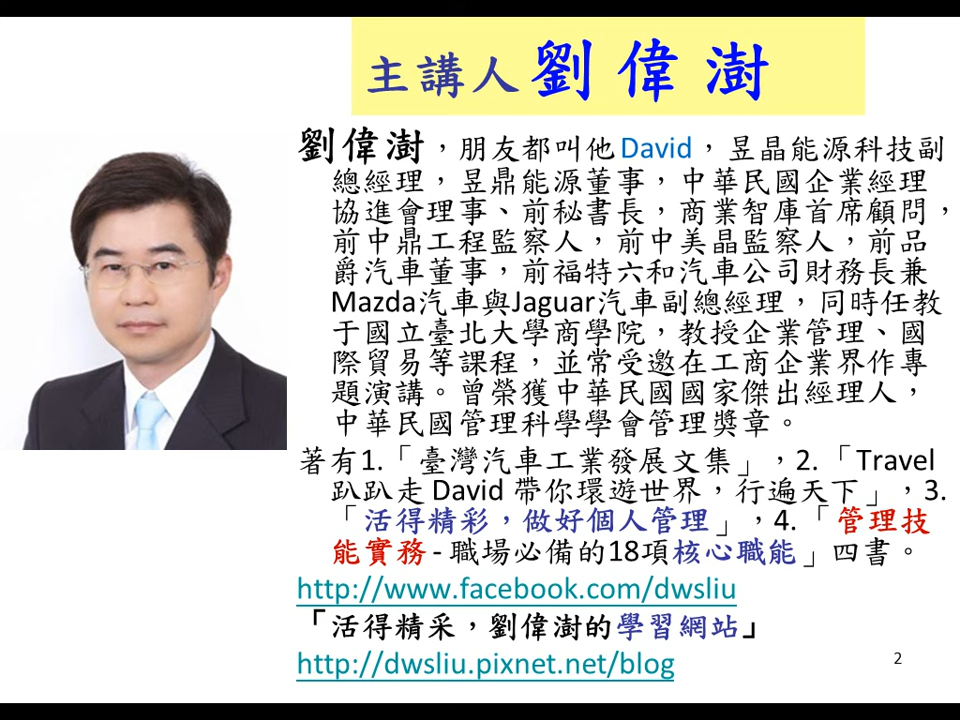 主講人劉偉澍
劉偉澍，朋友都叫他David，昱晶能源科技副
總經理，昱鼎能源董事，中華民國企業經理
協進會理事、前秘書長，商業智庫首席顧問，
前中鼎工程監察人，前中美晶監察人，前品
爵汽車董事，前福特六和汽車公司財務長兼
Mazda汽車與Jaguar汽車副總經理，同時任教
于國立臺北大學商學院，教授企業管理、國
際貿易等課程，並常受邀在工商企業界作專
題演講。曾榮獲中華民國國家傑出經理人，
中華民國管理科學學會管理獎章。
著有1.「臺灣汽車工業發展文集」，2.「Travel
趴趴走 David 帶你環遊世界，行遍天下」，3.
「活得精彩，做好個人管理」，4.「管理技
能實務 - 職場必備的18項核心職能」四書。
http://www.facebook.com/dwsliu
「活得精采，劉偉澍的學習網站」
http://dwsliu.pixnet.net/blog
2